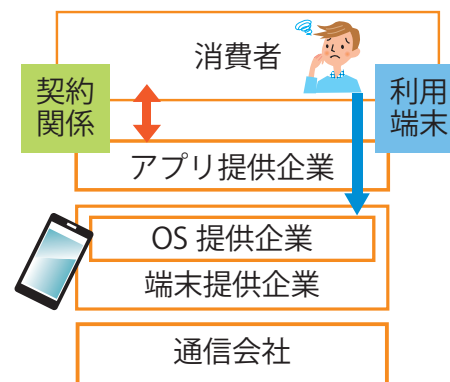 消費者
契約
関係
利用
端末
アプリ提供企業
OS 提供企業
端末提供企業
通信会社